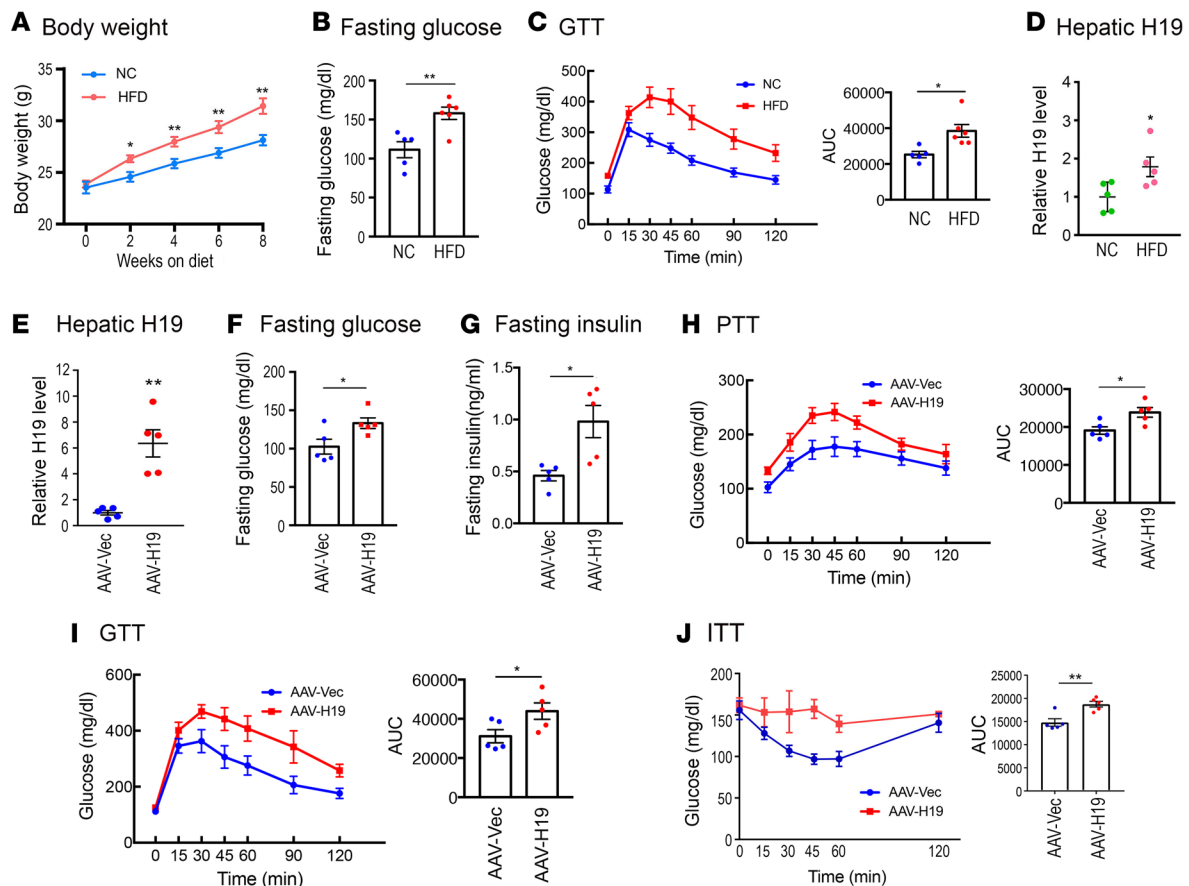 A Body weight
Body weight (g)
35
30
25
20
NC
HFD
*
**
**
**
0 2 4 6 8
Weeks on diet
B Fasting glucose
Fasting glucose (mg/dl)
200
150
100
50
0
**
NC HFD
C GTT
Glucose (mg/dl)
500
400
300
200
100
0
NC
HFD
0 15 30 45 60 90 120
Time (min)
AUC
60000
40000
20000
0
*
NC HFD
D Hepatic H19
Relative H19 level
4
3
2
1
0
*
NC HFD
E Hepatic H19
Relative H19 level
12
10
8
6
4
2
0
**
AAV-Vec
AAV-H19
F Fasting glucose
Fasting glucose (mg/dl)
200
150
100
50
0
*
AAV-Vec
AAV-H19
G Fasting insulin
Fasting insulin(ng/ml)
1.5
1.0
0.5
0.0
*
AAV-Vec
AAV-H19
H PTT
Glucose (mg/dl)
300
200
100
0
AAV-Vec
AAV-H19
0 15 30 45 60 90 120
Time (min)
AUC
30000
20000
10000
0
*
AAV-Vec
AAV-H19
I GTT
Glucose (mg/dl)
600
400
200
0
AAV-Vec
AAV-H19
0 15 30 45 60 90 120
Time (min)
AUC
60000
40000
20000
0
*
AAV-Vec
AAV-H19
J ITT
Glucose (mg/dl)
200
150
100
50
0
AAV-Vec
AAV-H19
0 15 30 45 60 120
Time (min)
AUC
25000
20000
15000
10000
5000
0
**
AAV-Vec
AAV-H19